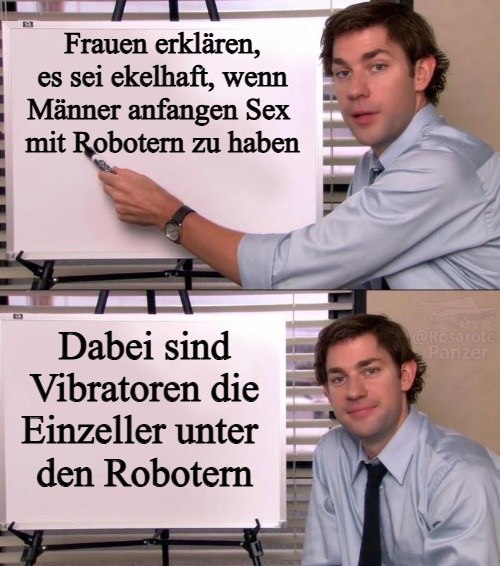 Frauen erklären,
es sei ekelhaft, wenn
Männer anfangen Sex
mit Robotern zu haben
@Rosarote
Panzer
Dabei sind
Vibratoren die
Einzeller unter
den Robotern